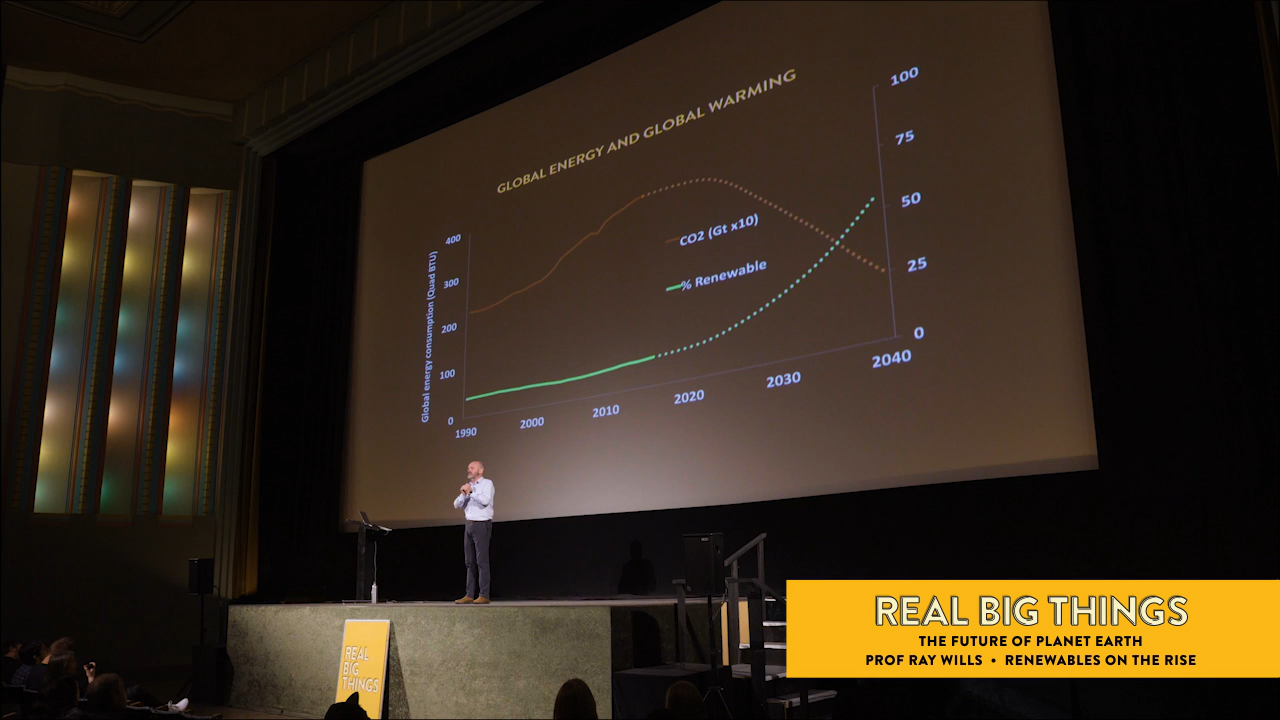 GLOBAL ENERGY AND GLOBAL WARMING
Global energy consumption (Quad BTU)
400
300
200
100
0
CO2 (Gt x10)
% Renewable
100
75
50
25
0
1990
2000
2010
2020
2030
2040
REAL
BIG
THINGS
REAL BIG THINGS
THE FUTURE OF PLANET EARTH
PROF RAY WILLS • RENEWABLES ON THE RISE